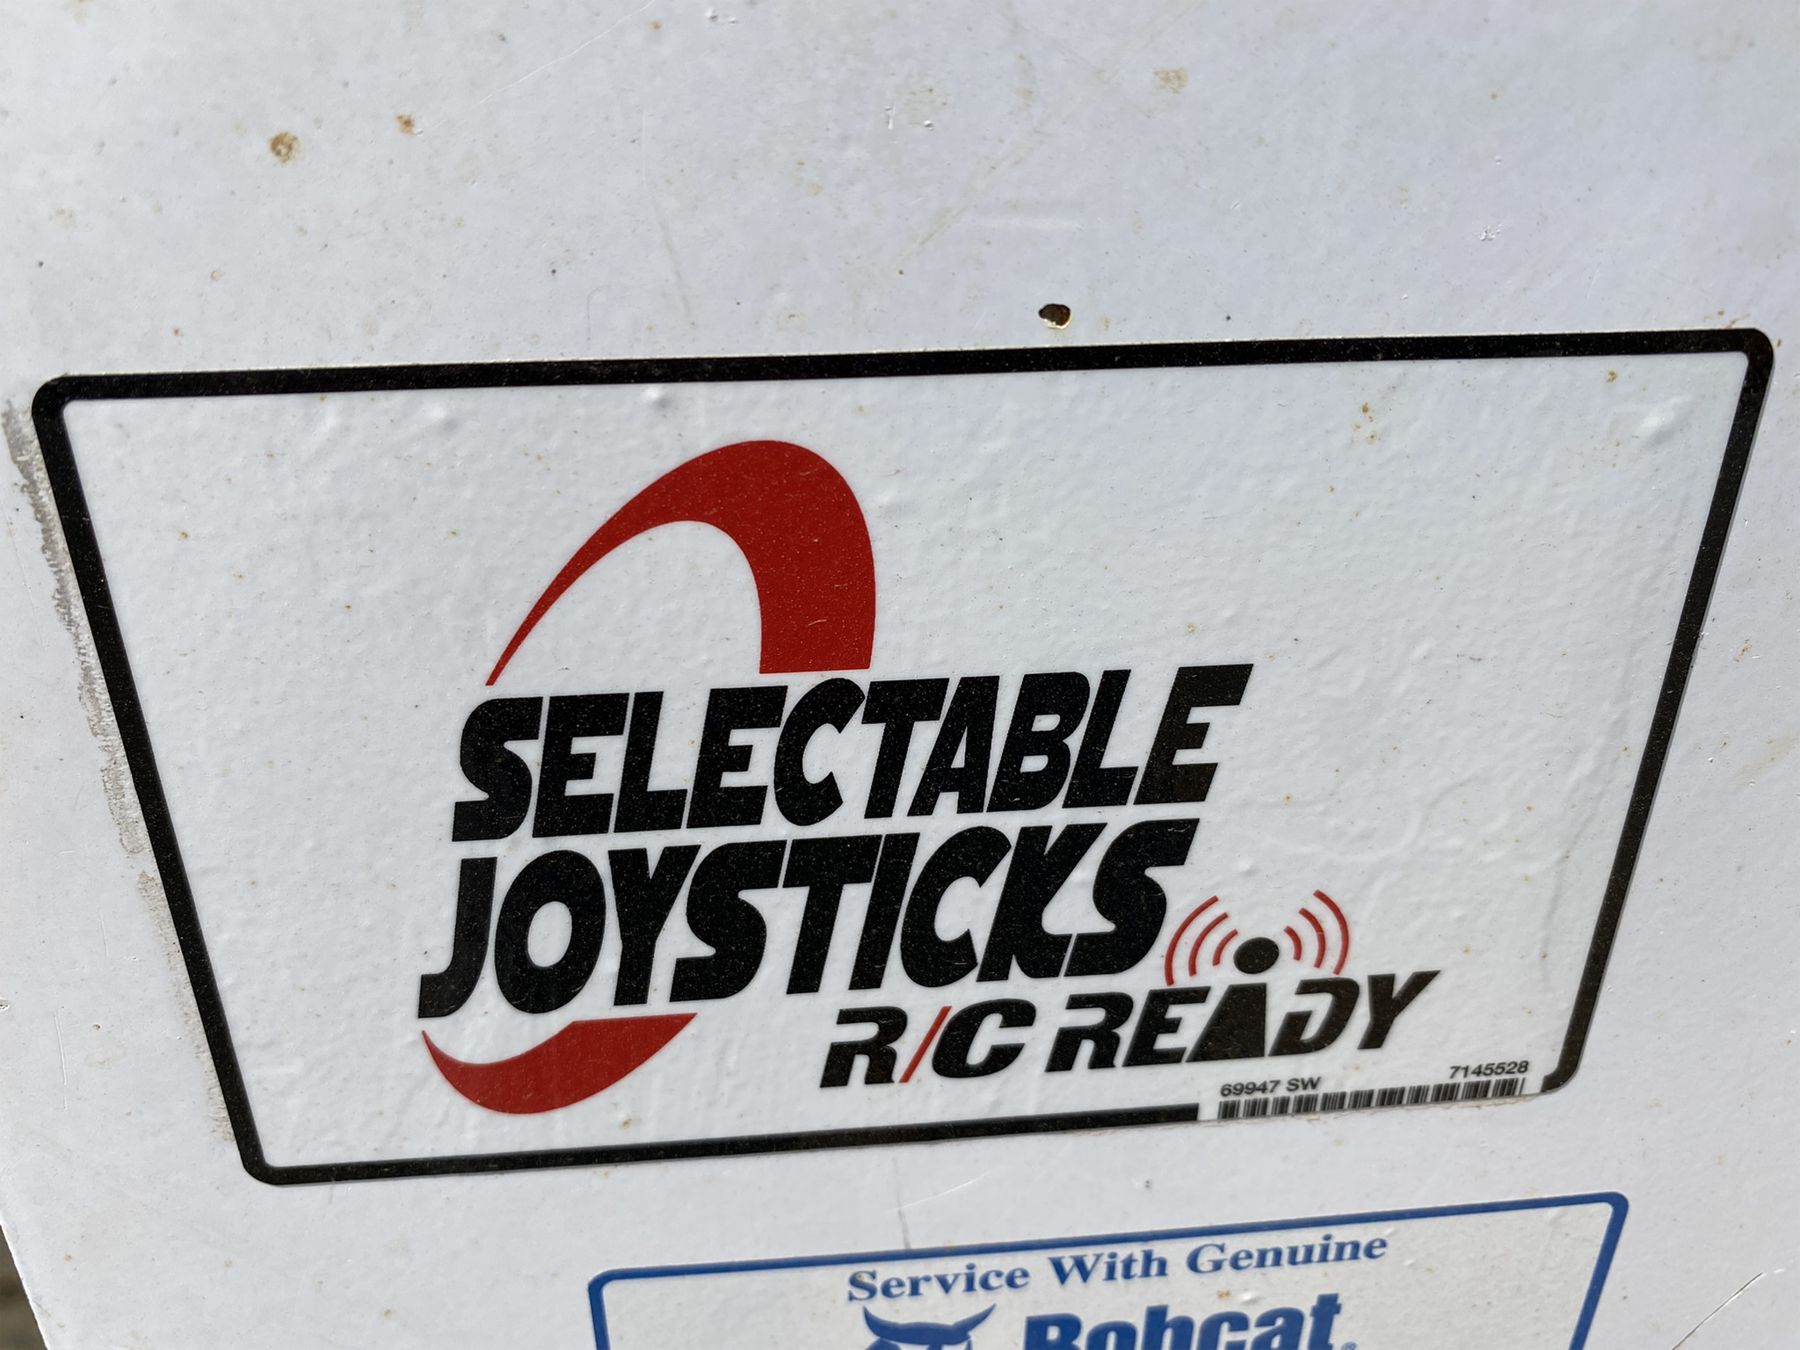 SELECTABLE
JOYSTICKS
R/C READY
69947 SW 7145528
Service With Genuine
Bobcat®